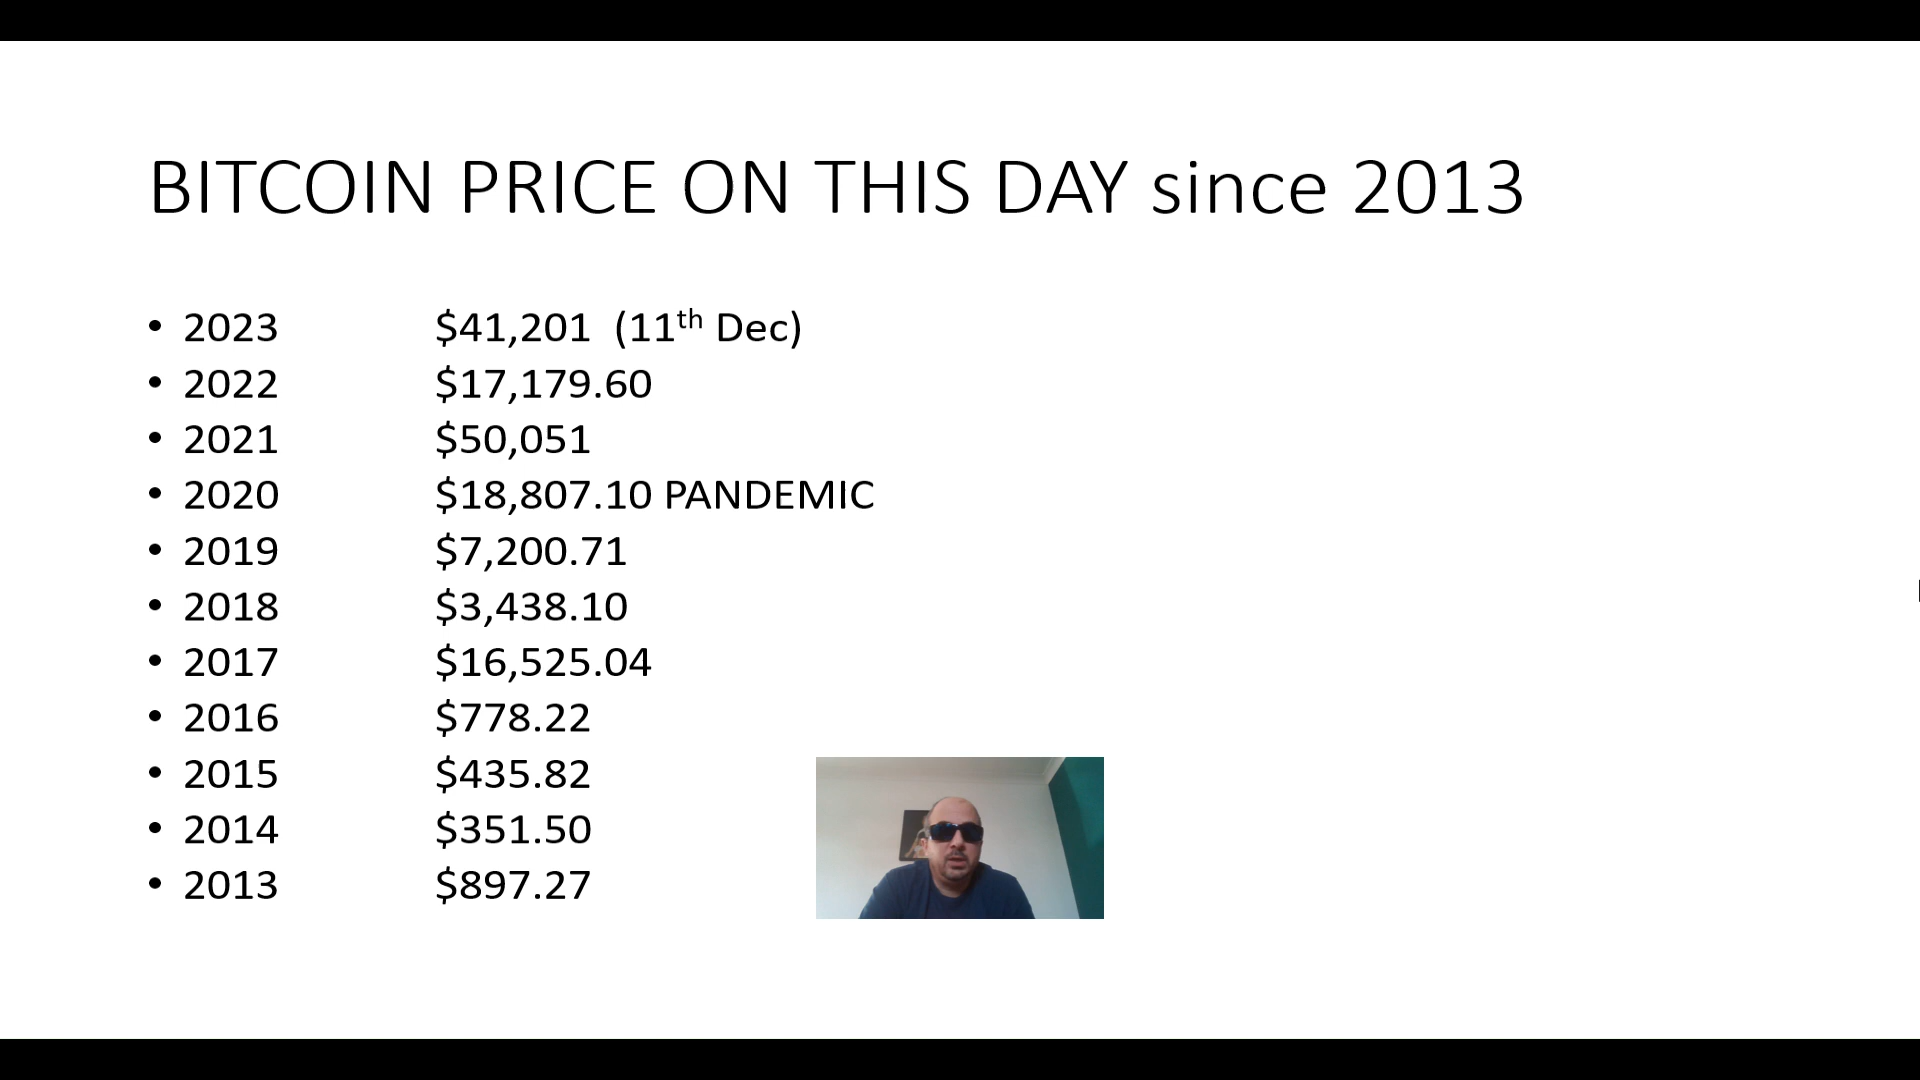 BITCOIN PRICE ON THIS DAY since 2013
• 2023 $41,201 (11th Dec)
• 2022 $17,179.60
• 2021 $50,051
• 2020 $18,807.10 PANDEMIC
• 2019 $7,200.71
• 2018 $3,438.10
• 2017 $16,525.04
• 2016 $778.22
• 2015 $435.82
• 2014 $351.50
• 2013 $897.27